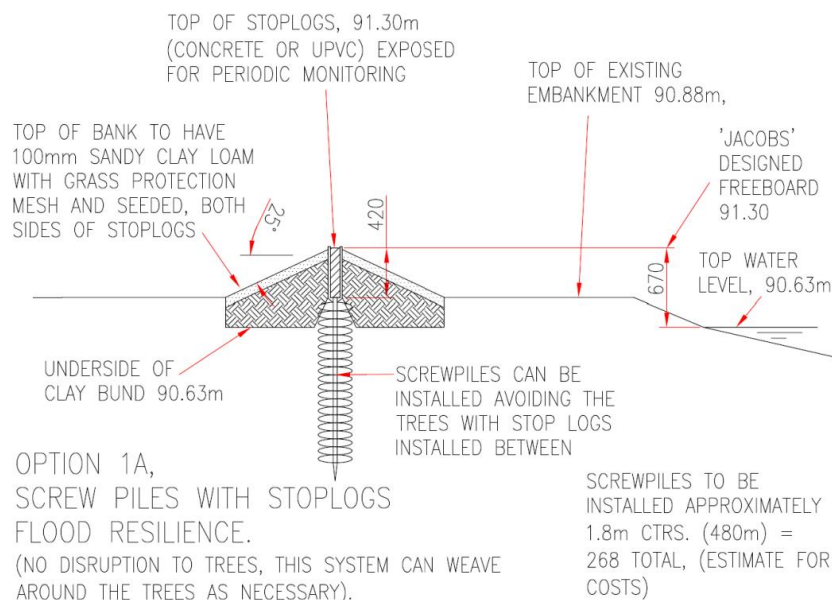 TOP OF STOPLOGS, 91.30m
(CONCRETE OR UPVC) EXPOSED
FOR PERIODIC MONITORING
TOP OF EXISTING
EMBANKMENT 90.88m,
TOP OF BANK TO HAVE
100mm SANDY CLAY LOAM
WITH GRASS PROTECTION
MESH AND SEEDED, BOTH
SIDES OF STOPLOGS
25°
420
'JACOBS'
DESIGNED
FREEBOARD
91.30
670
TOP WATER
LEVEL, 90.63m
UNDERSIDE OF
CLAY BUND 90.63m
SCREWPILES CAN BE
INSTALLED AVOIDING THE
TREES WITH STOP LOGS
INSTALLED BETWEEN
OPTION 1A,
SCREW PILES WITH STOPLOGS
FLOOD RESILIENCE.
(NO DISRUPTION TO TREES, THIS SYSTEM CAN WEAVE
AROUND THE TREES AS NECESSARY).
SCREWPILES TO BE
INSTALLED APPROXIMATELY
1.8m CTRS. (480m) =
268 TOTAL, (ESTIMATE FOR
COSTS)